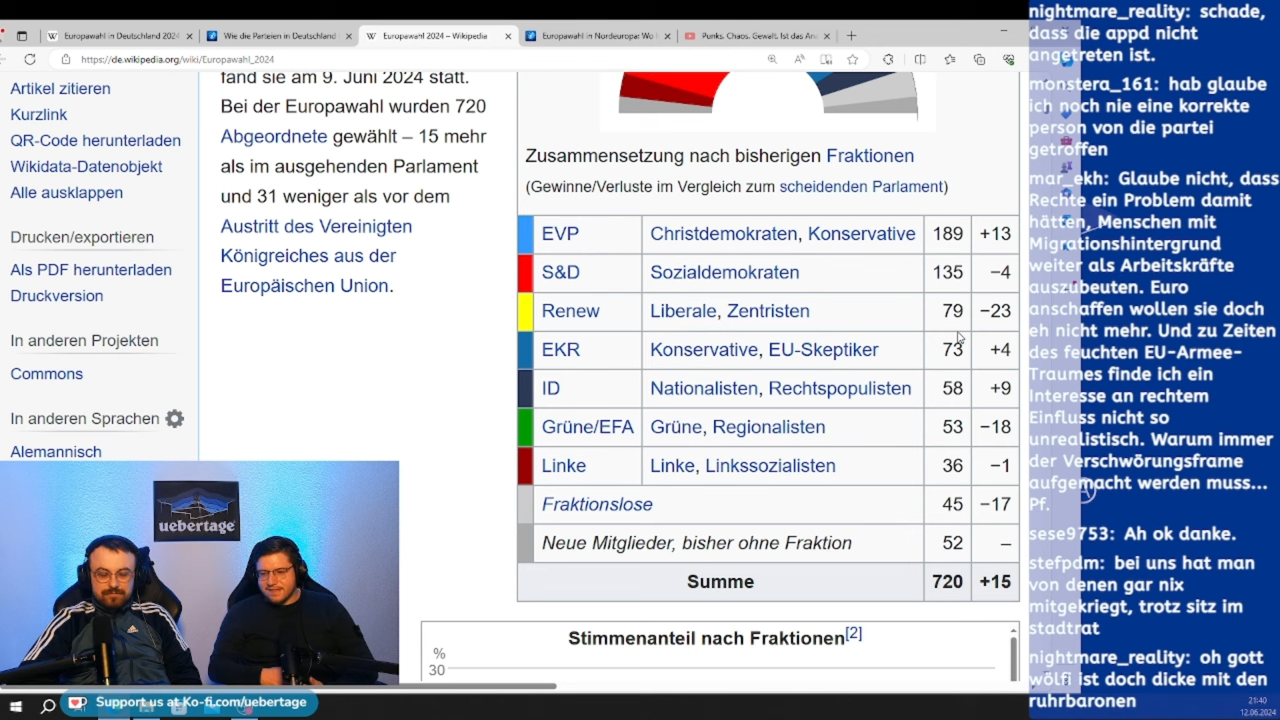 Europawahl in Deutschland 2024
Wie die Parteien in Deutschland
Europawahl 2024 – Wikipedia
Europawahl in Nordeuropa: Wo
Punks. Chaos. Gewalt. Ist das An
https://de.wikipedia.org/wiki/Europawahl_2024
Artikel zitieren
Kurzlink
QR-Code herunterladen
Wikidata-Datenobjekt
Alle ausklappen
Drucken/exportieren
Als PDF herunterladen
Druckversion
In anderen Projekten
Commons
In anderen Sprachen
Alemannisch
fand sie am 9. Juni 2024 statt.
Bei der Europawahl wurden 720
Abgeordnete gewählt – 15 mehr
als im ausgehenden Parlament
und 31 weniger als vor dem
Austritt des Vereinigten
Königreiches aus der
Europäischen Union.
Zusammensetzung nach bisherigen Fraktionen
(Gewinne/Verluste im Vergleich zum scheidenden Parlament)
EVP Christdemokraten, Konservative 189 +13
S&D Sozialdemokraten 135 −4
Renew Liberale, Zentristen 79 −23
EKR Konservative, EU-Skeptiker 73 +4
ID Nationalisten, Rechtspopulisten 58 +9
Grüne/EFA Grüne, Regionalisten 53 −18
Linke Linke, Linkssozialisten 36 −1
Fraktionslose 45 −17
Neue Mitglieder, bisher ohne Fraktion 52 –
Summe 720 +15
Stimmenanteil nach Fraktionen[2]
%
30
uebertage
Support us at Ko-fi.com/uebertage
nightmare_reality: schade,
dass die appd nicht
angetreten ist.
monstera_161: hab glaube
ich noch nie eine korrekte
person von die partei
getroffen
mar_ekh: Glaube nicht, dass
Rechte ein Problem damit
hätten, Menschen mit
Migrationshintergrund
weiter als Arbeitskräfte
auszubeuten. Euro
anschaffen wollen sie doch
eh nicht mehr. Und zu Zeiten
des feuchten EU-Armee-
Traumes finde ich ein
Interesse an rechtem
Einfluss nicht so
unrealistisch. Warum immer
der Verschwörungsframe
aufgemacht werden muss...
Pf.
sese9753: Ah ok danke.
stefpdm: bei uns hat man
von denen gar nix
mitgekriegt, trotz sitz im
stadtrat
nightmare_reality: oh gott
wölfi ist doch dicke mit den
ruhrbaronen
21:40
12.06.2024